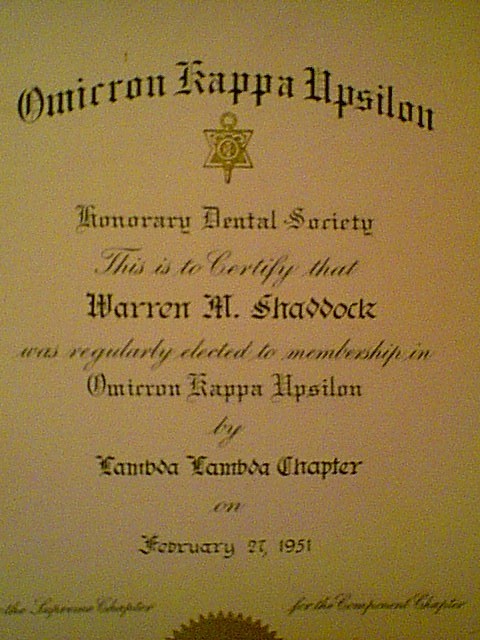 Omicron Kappa Upsilon
Honorary Dental Society
This is to Certify that
Warren M. Shaddock
was regularly elected to membership in
Omicron Kappa Upsilon
by
Lambda Lambda Chapter
on
February 27, 1951
the Supreme Chapter
for the Component Chapter